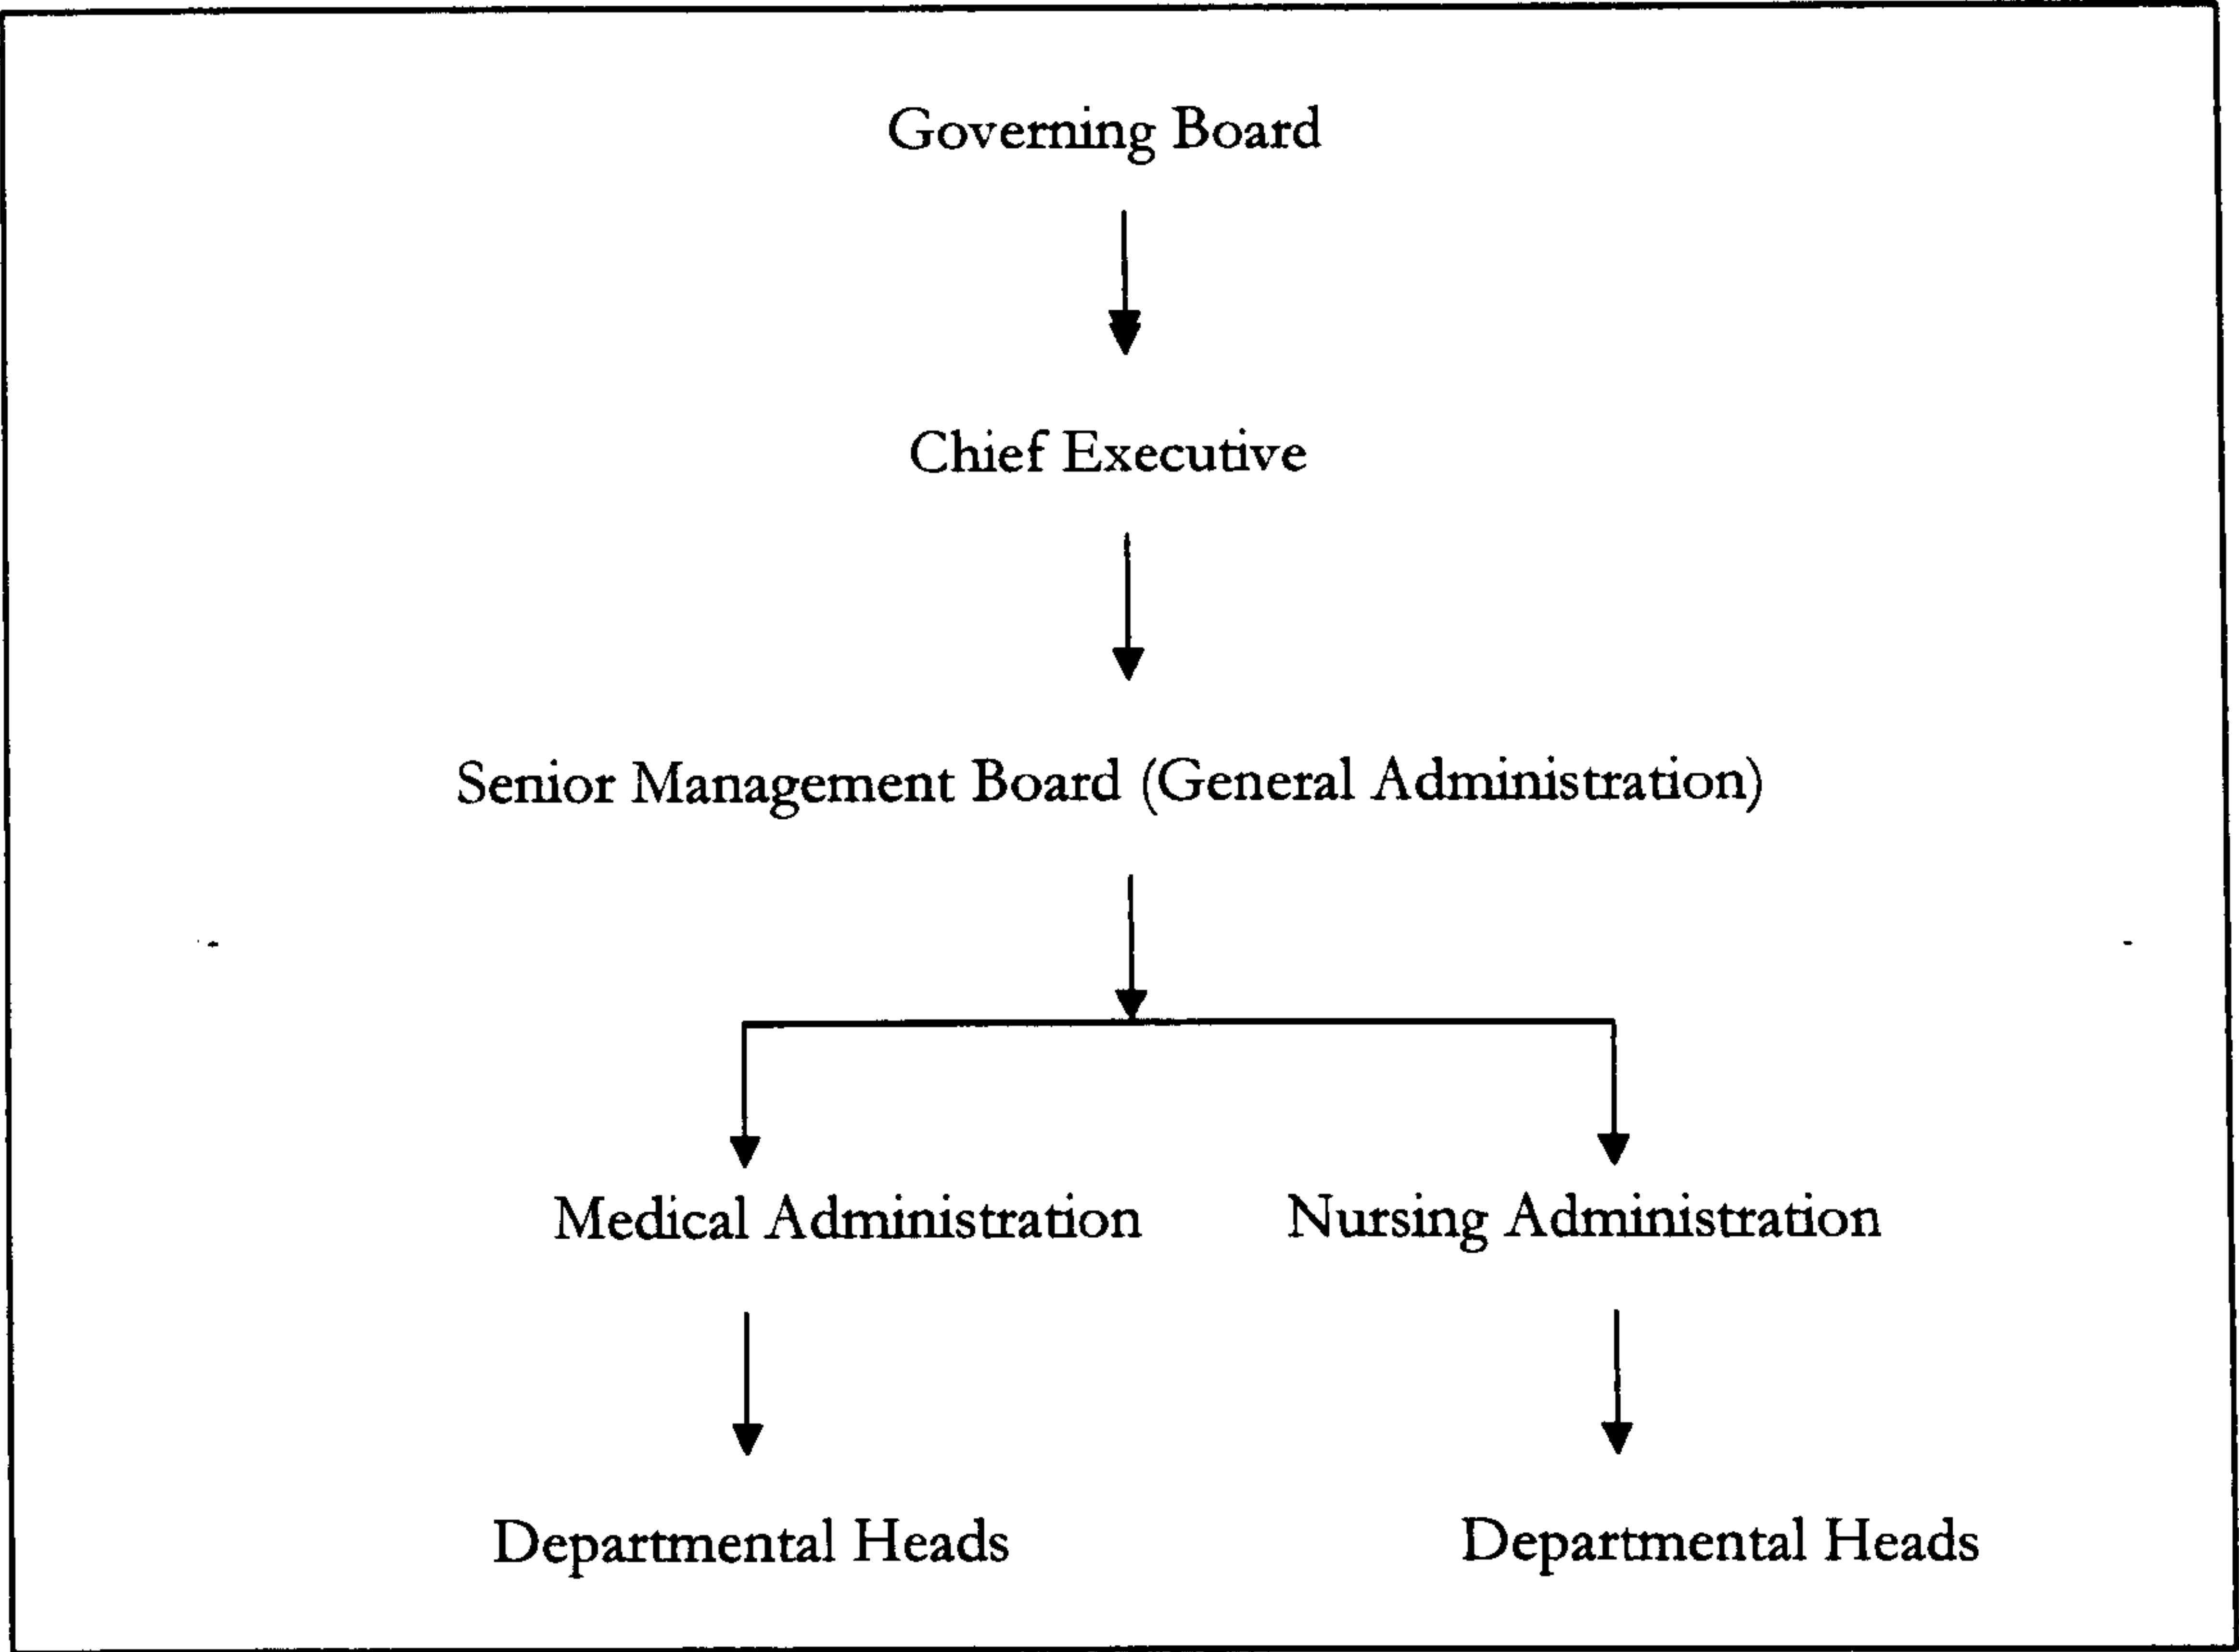 Governing Board
Chief Executive
Senior Management Board (General Administration)
Medical Administration
Nursing Administration
Departmental Heads
Departmental Heads